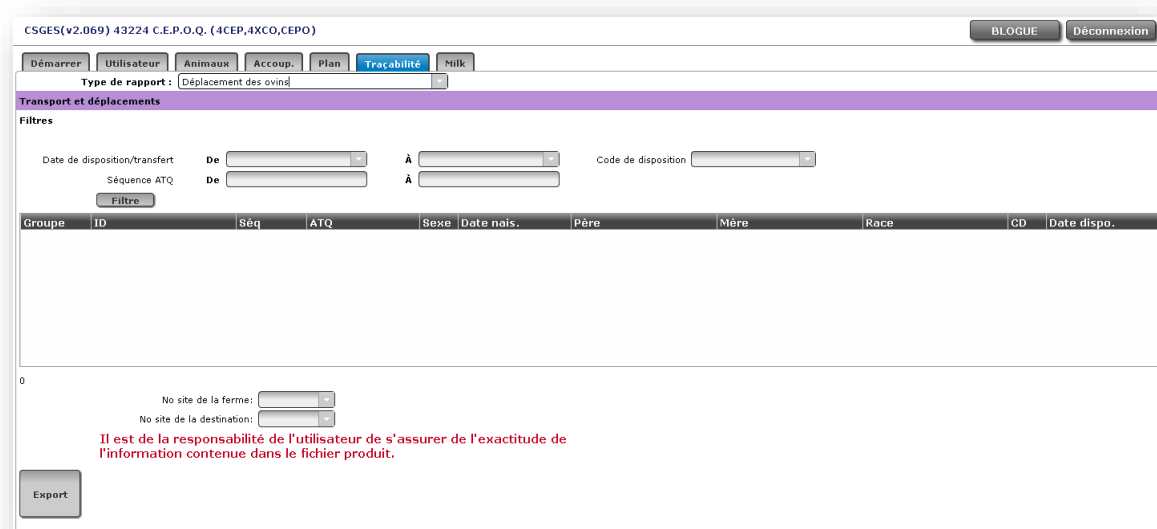 CSGES(v2.069) 43224 C.E.P.O.Q. (4CEP,4XCO,CEPO) BLOGUE Déconnexion
Démarrer Utilisateur Animaux Accoup. Plan Traçabilité Milk
Type de rapport : Déplacement des ovins
Transport et déplacements
Filtres
Date de disposition/transfert De À Code de disposition
Séquence ATQ De À
Filtre
Groupe ID Séq ATQ Sexe Date nais. Père Mère Race CD Date dispo.
0
No site de la ferme:
No site de la destination:
Il est de la responsabilité de l'utilisateur de s'assurer de l'exactitude de
l'information contenue dans le fichier produit.
Export